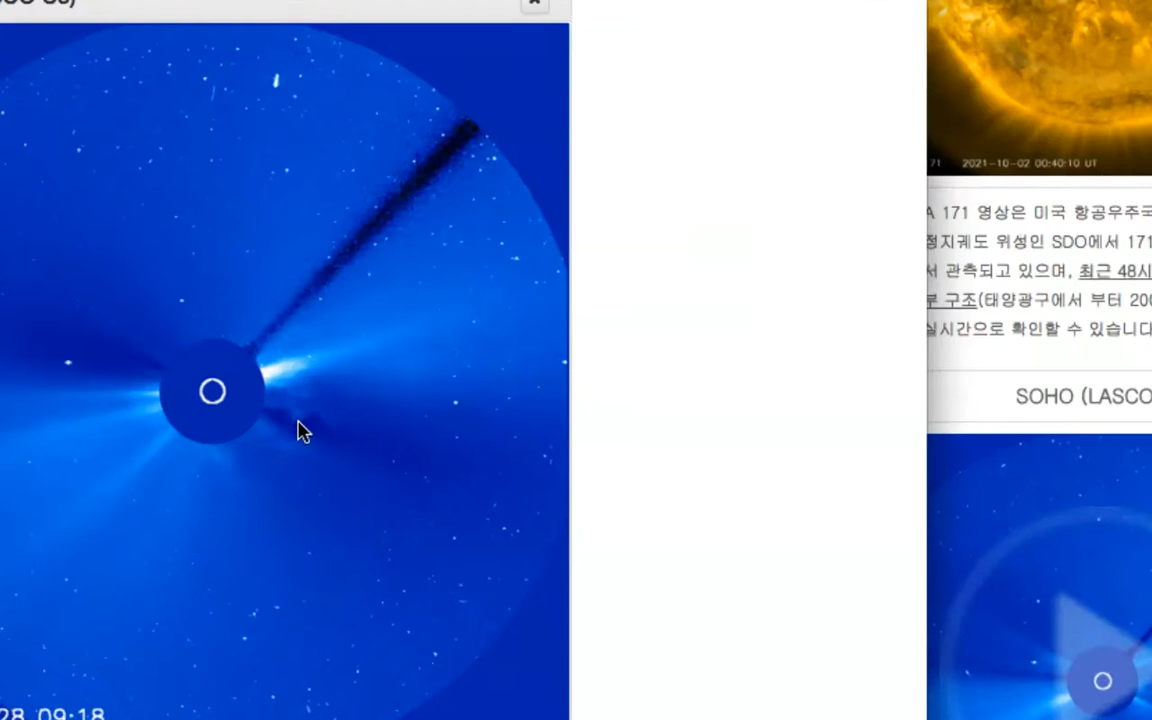 28 09:18
71 2021-10-02 00:40:10 UT
A 171 영상은 미국 항공우주국
정지궤도 위성인 SDO에서 171
서 관측되고 있으며, 최근 48시
부 구조(태양광구에서 부터 200
실시간으로 확인할 수 있습니다
SOHO (LASCO